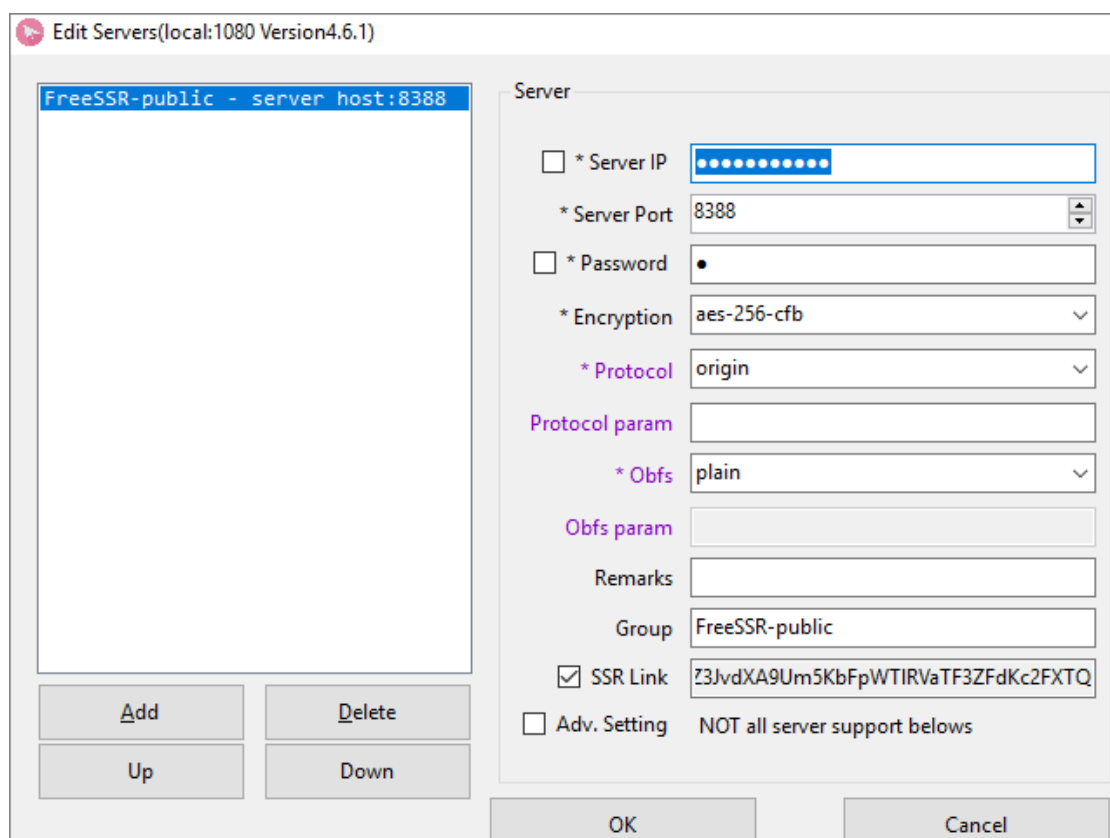 Edit Servers(local:1080 Version4.6.1)
FreeSSR-public - server host:8388
Server
* Server IP ●●●●●●●●●●●
* Server Port 8388
* Password ●
* Encryption aes-256-cfb
* Protocol origin
Protocol param
* Obfs plain
Obfs param
Remarks
Group FreeSSR-public
SSR Link
Adv. Setting NOT all server support belows
Add Delete
Up Down
OK Cancel